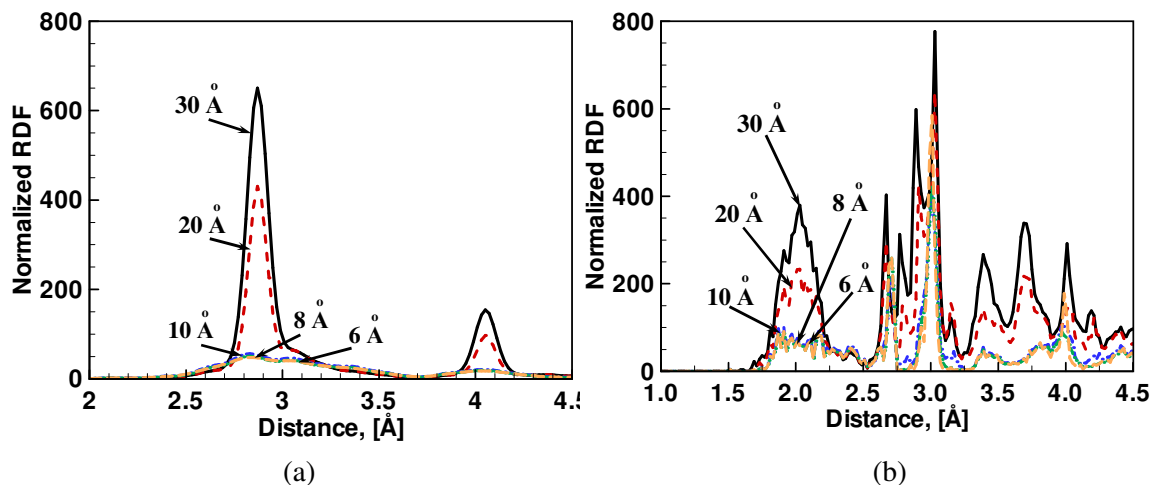 800
600
400
200
0
Normalized RDF
30 Å
20 Å
10 Å
8 Å
6 Å
2 2.5 3 3.5 4 4.5
Distance, [Å]
(a)
800
600
400
200
0
Normalized RDF
30 Å
20 Å
8 Å
10 Å
6 Å
1.0 1.5 2.0 2.5 3.0 3.5 4.0 4.5
Distance, [Å]
(b)